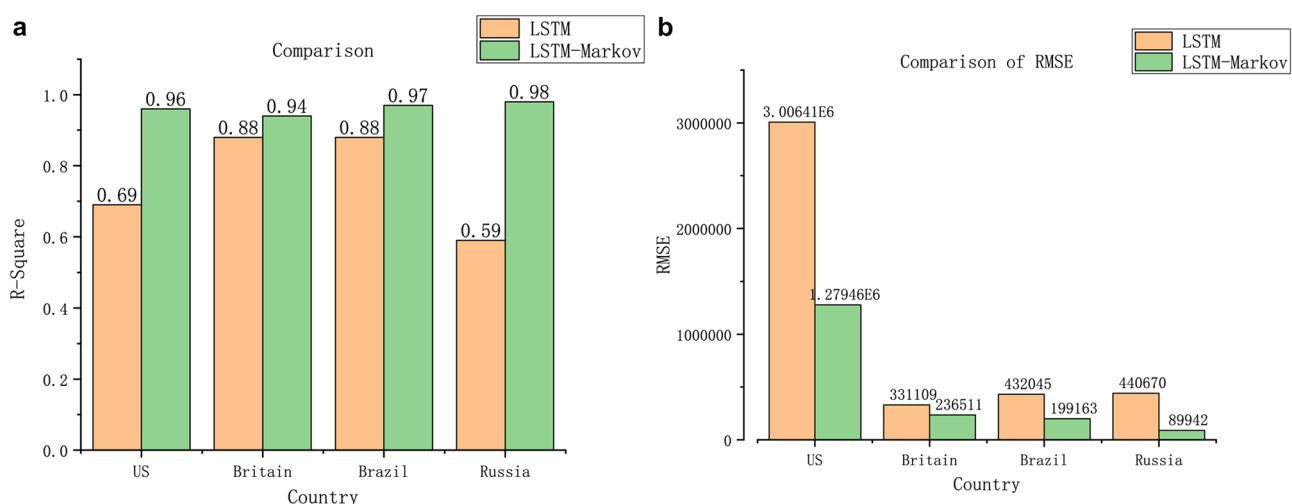 a
LSTM
LSTM-Markov
Comparison
R-Square
1.0
0.8
0.6
0.4
0.2
0.0
0.69
0.96
0.88
0.94
0.88
0.97
0.59
0.98
US
Britain
Brazil
Russia
Country
b
LSTM
LSTM-Markov
Comparison of RMSE
RMSE
3000000
2000000
1000000
0
3.00641E6
1.27946E6
331109
236511
432045
199163
440670
89942
US
Britain
Brazil
Russia
Country